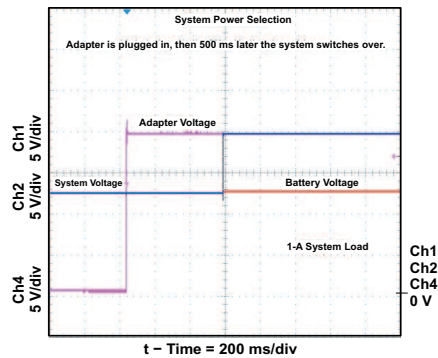 System Power Selection
Adapter is plugged in, then 500 ms later the system switches over.
Adapter Voltage
System Voltage
Battery Voltage
1-A System Load
Ch1
5 V/div
Ch2
5 V/div
Ch4
5 V/div
Ch1
Ch2
Ch4
0 V
t − Time = 200 ms/div